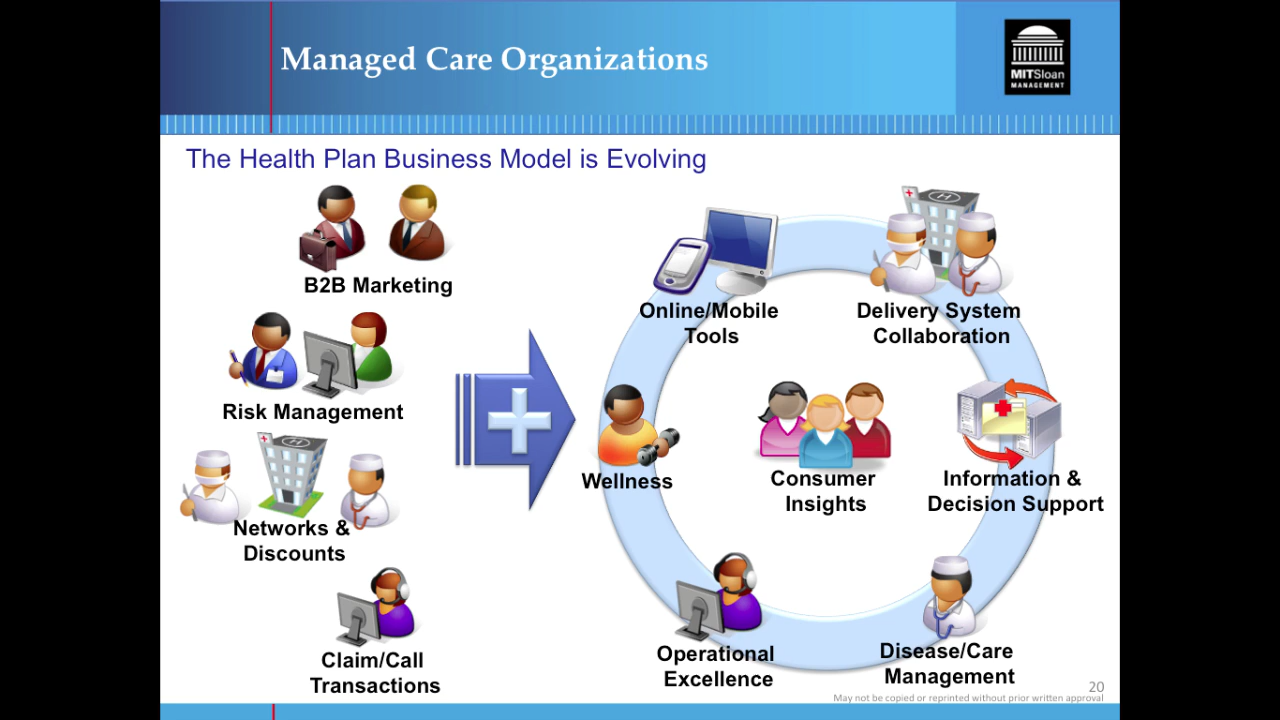 Managed Care Organizations
MITSloan
MANAGEMENT
The Health Plan Business Model is Evolving
B2B Marketing
Risk Management
H
Networks &
Discounts
Claim/Call
Transactions
Online/Mobile
Tools
H
Delivery System
Collaboration
Wellness
Consumer
Insights
Information &
Decision Support
Operational
Excellence
Disease/Care
Management
20
May not be copied or reprinted without prior written approval